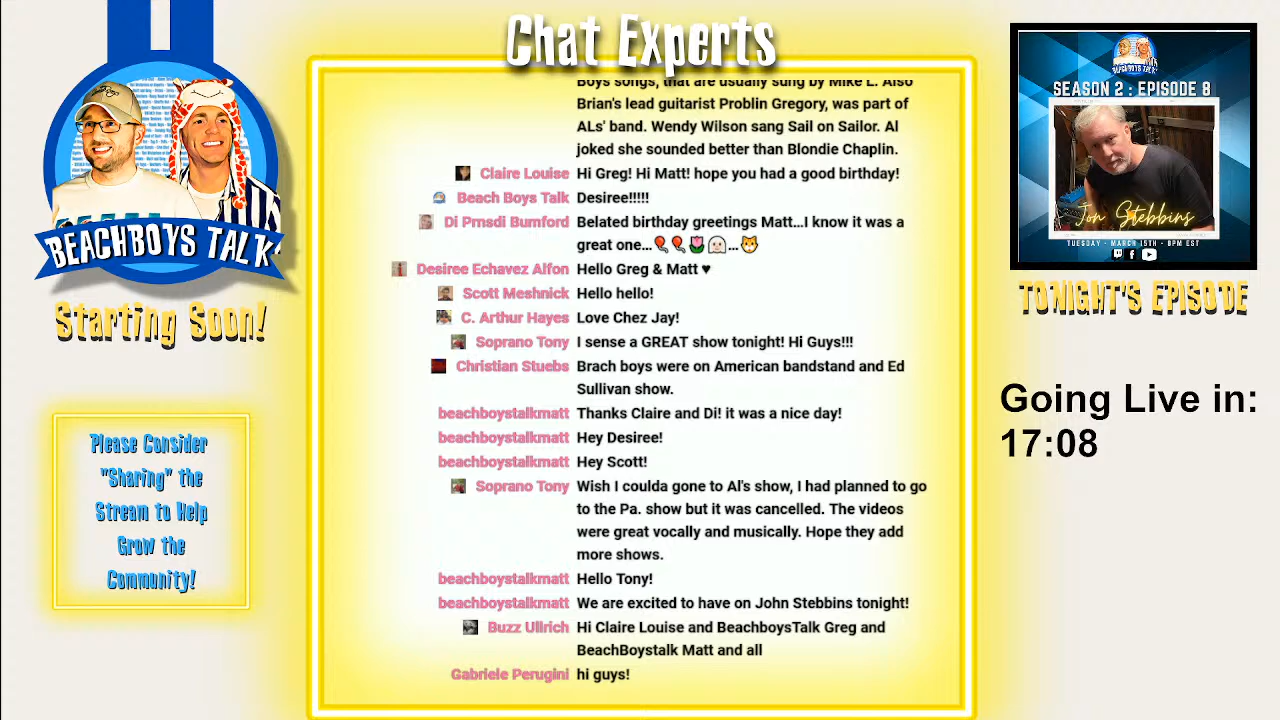 Chat Experts
Boys songs, that are usually sung by Mike L. Also
Brian's lead guitarist Problin Gregory, was part of
ALs' band. Wendy Wilson sang Sail on Sailor. Al
joked she sounded better than Blondie Chaplin.
Claire Louise Hi Greg! Hi Matt! hope you had a good birthday!
Beach Boys Talk Desiree!!!!!
Di Pmsdi Bumford Belated birthday greetings Matt...I know it was a
great one...🎈🎈🌷👻...🐱
Desiree Echavez Alfon Hello Greg & Matt ♥
Scott Meshnick Hello hello!
C. Arthur Hayes Love Chez Jay!
Soprano Tony I sense a GREAT show tonight! Hi Guys!!!
Christian Stuebs Brach boys were on American bandstand and Ed
Sullivan show.
beachboystalkmatt Thanks Claire and Di! it was a nice day!
beachboystalkmatt Hey Desiree!
beachboystalkmatt Hey Scott!
Soprano Tony Wish I coulda gone to Al's show, I had planned to go
to the Pa. show but it was cancelled. The videos
were great vocally and musically. Hope they add
more shows.
beachboystalkmatt Hello Tony!
beachboystalkmatt We are excited to have on John Stebbins tonight!
Buzz Ullrich Hi Claire Louise and BeachboysTalk Greg and
BeachBoystalk Matt and all
Gabriele Perugini hi guys!
BEACHBOYS TALK
Starting Soon!
Please Consider
"Sharing" the
Stream to Help
Grow the
Community!
BEACHBOYS TALK
SEASON 2 : EPISODE 8
Jon Stebbins
TUESDAY - MARCH 15TH - 8PM EST
TONIGHT'S EPISODE
Going Live in:
17:08